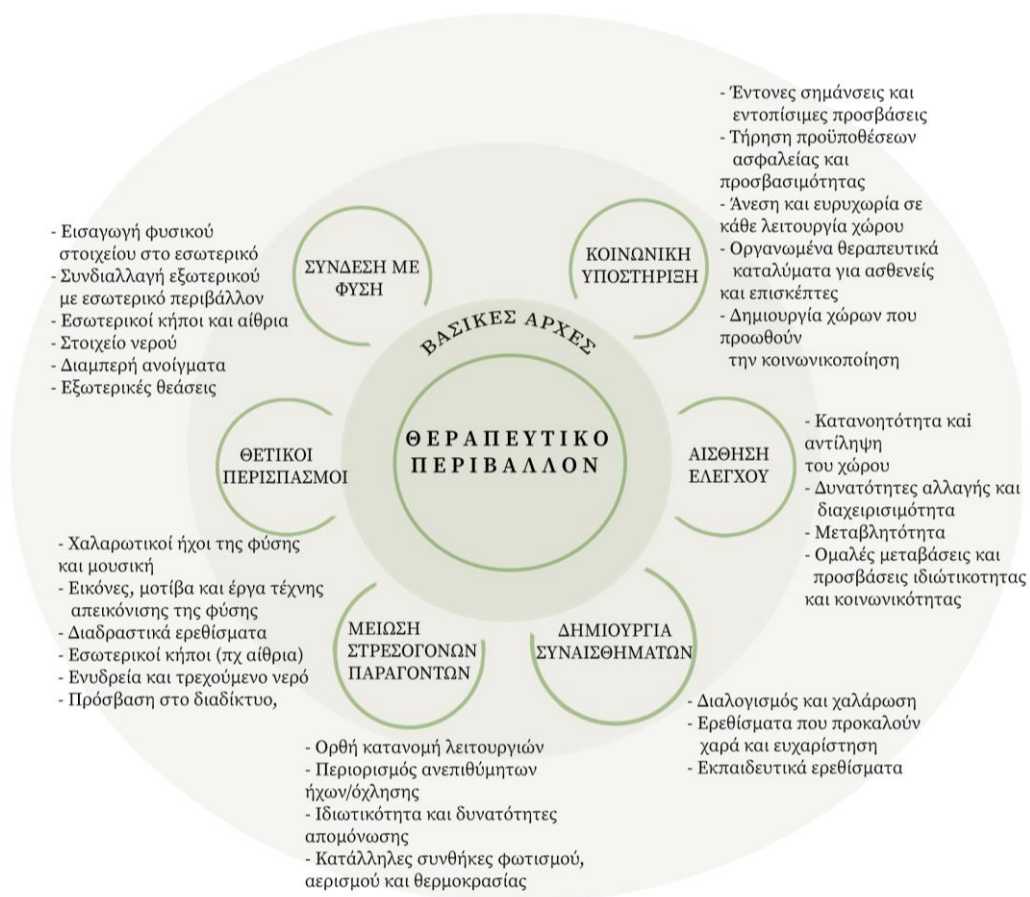 ΘΕΡΑΠΕΥΤΙΚΟ
ΠΕΡΙΒΑΛΛΟΝ
ΒΑΣΙΚΕΣ ΑΡΧΕΣ
ΣΥΝΔΕΣΗ ΜΕ
ΦΥΣΗ
- Εισαγωγή φυσικού
στοιχείου στο εσωτερικό
- Συνδιαλλαγή εξωτερικού
με εσωτερικό περιβάλλον
- Εσωτερικοί κήποι και αίθρια
- Στοιχείο νερού
- Διαμπερή ανοίγματα
- Εξωτερικές θεάσεις
ΚΟΙΝΩΝΙΚΗ
ΥΠΟΣΤΗΡΙΞΗ
- Έντονες σημάνσεις και
εντοπίσιμες προσβάσεις
- Τήρηση προϋποθέσεων
ασφαλείας και
προσβασιμότητας
- Άνεση και ευρυχωρία σε
κάθε λειτουργία χώρου
- Οργανωμένα θεραπευτικά
καταλύματα για ασθενείς
και επισκέπτες
- Δημιουργία χώρων που
προωθούν
την κοινωνικοποίηση
ΑΙΣΘΗΣΗ
ΕΛΕΓΧΟΥ
- Κατανοητότητα καi
αντίληψη
του χώρου
- Δυνατότητες αλλαγής και
διαχειρισιμότητα
- Μεταβλητότητα
- Ομαλές μεταβάσεις και
προσβάσεις ιδιώτικοτητας
και κοινωνικότητας
ΔΗΜΙΟΥΡΓΙΑ
ΣΥΝΑΙΣΘΗΜΑΤΩΝ
- Διαλογισμός και χαλάρωση
- Ερεθίσματα που προκαλούν
χαρά και ευχαρίστηση
- Εκπαιδευτικά ερεθίσματα
ΜΕΙΩΣΗ
ΣΤΡΕΣΟΓΟΝΩΝ
ΠΑΡΑΓΟΝΤΩΝ
- Ορθή κατανομή λειτουργιών
- Περιορισμός ανεπιθύμητων
ήχων/όχλησης
- Ιδιωτικότητα και δυνατότητες
απομόνωσης
- Κατάλληλες συνθήκες φωτισμού,
αερισμού και θερμοκρασίας
ΘΕΤΙΚΟΙ
ΠΕΡΙΣΠΑΣΜΟΙ
- Χαλαρωτικοί ήχοι της φύσης
και μουσική
- Εικόνες, μοτίβα και έργα τέχνης
απεικόνισης της φύσης
- Διαδραστικά ερεθίσματα
- Εσωτερικοί κήποι (πχ αίθρια)
- Ενυδρεία και τρεχούμενο νερό
- Πρόσβαση στο διαδίκτυο,